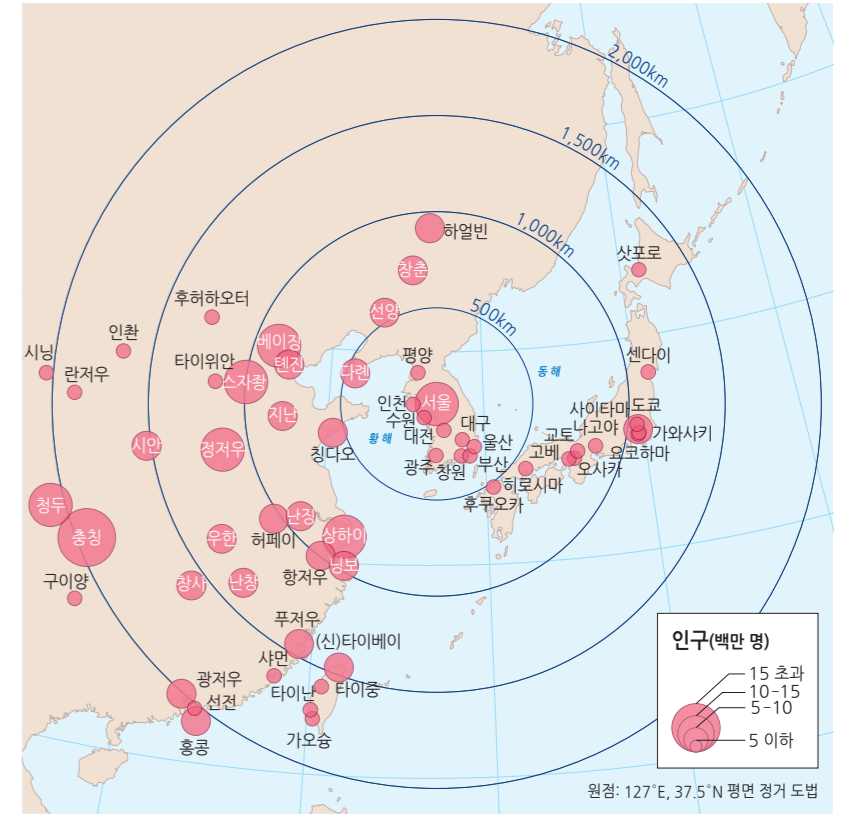 2,000km
1,500km
1,000km
500km
하얼빈
창춘
선양
삿포로
후허하오터
인촨
시닝
란저우
타이위안
베이징
톈진
스자좡
다롄
평양
동해
센다이
지난
인천
서울
수원
황해
대전
대구
울산
광주
창원
부산
사이타마
도쿄
나고야
가와사키
교토
고베
요코하마
오사카
히로시마
후쿠오카
시안
정저우
칭다오
청두
충칭
구이양
우한
허페이
난징
상하이
항저우
닝보
창사
난창
푸저우
(신)타이베이
샤먼
타이난
타이중
가오슝
광저우
선전
홍콩
인구(백만 명)
15 초과
10-15
5-10
5 이하
원점: 127°E, 37.5°N 평면 정거 도법